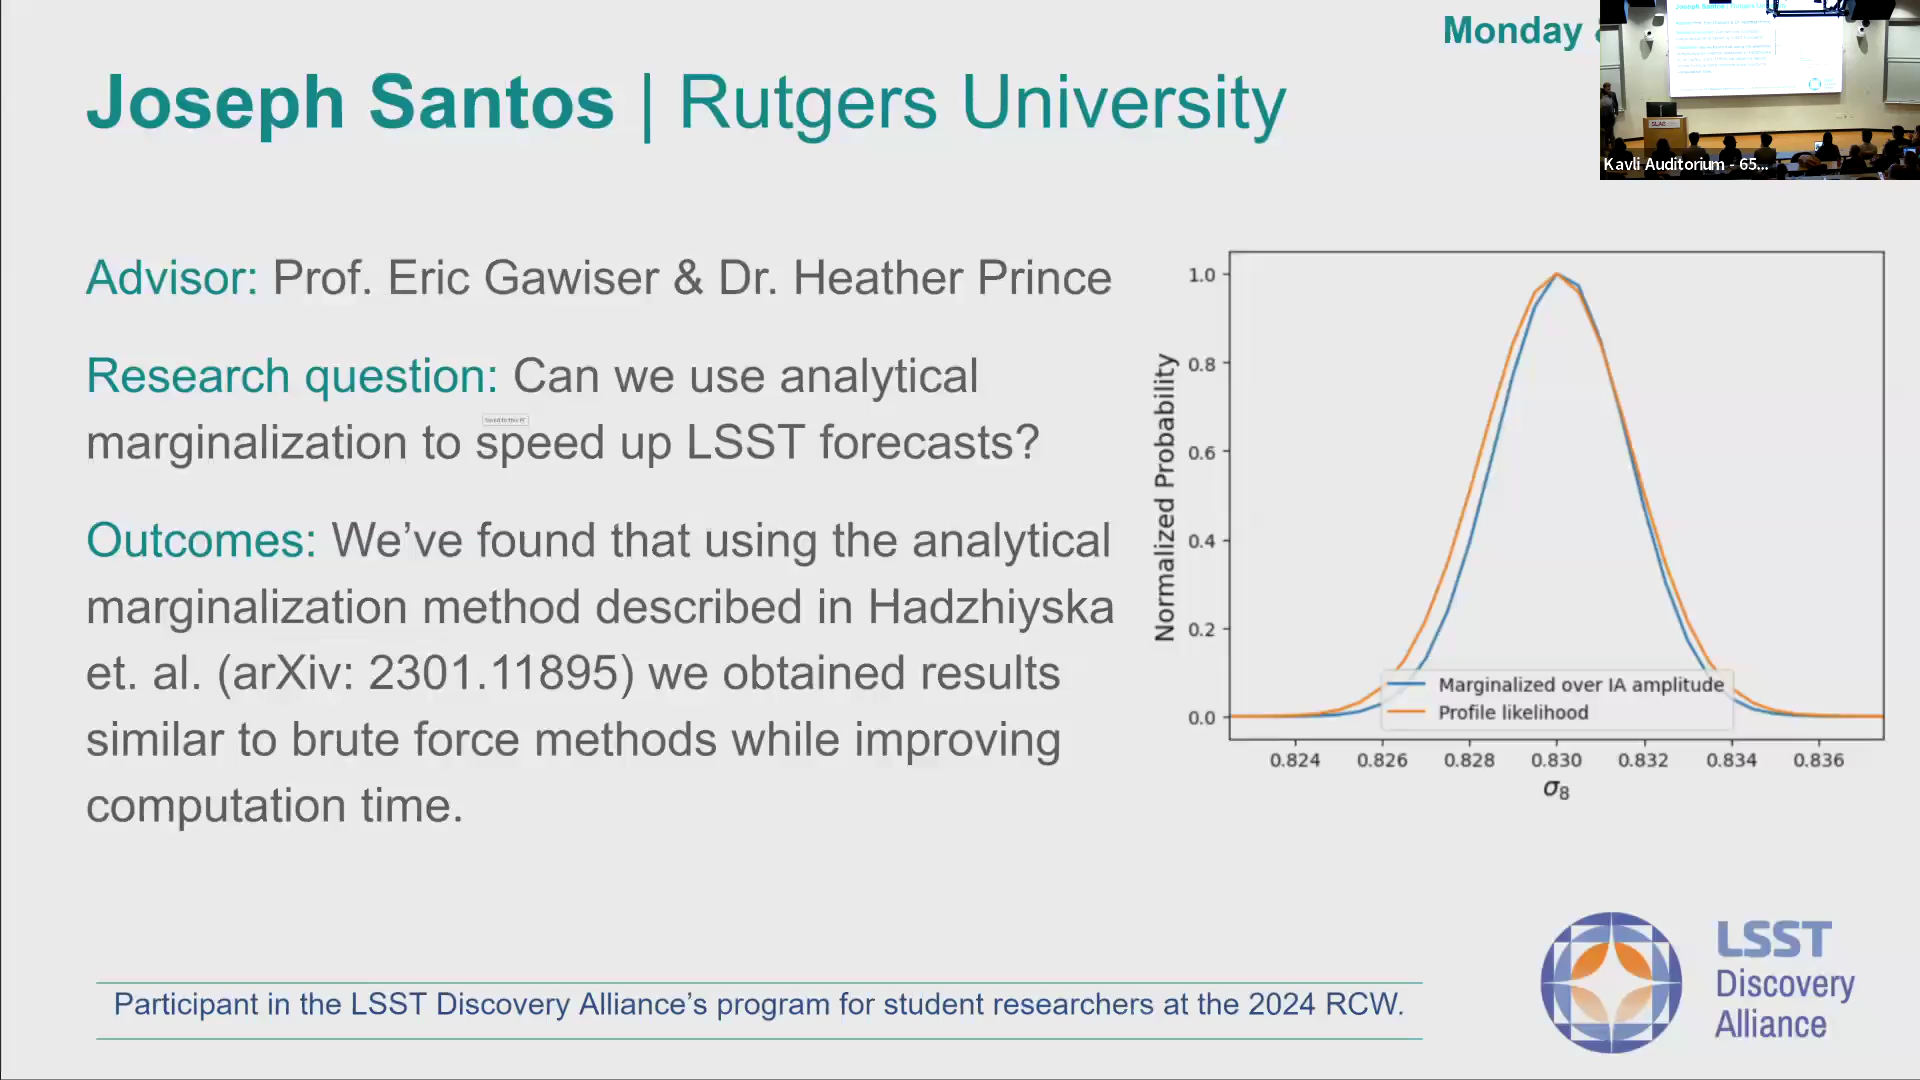 Monday
Joseph Santos | Rutgers University
Kavli Auditorium - 65...
Advisor: Prof. Eric Gawiser & Dr. Heather Prince
Research question: Can we use analytical
marginalization to speed up LSST forecasts?
Outcomes: We’ve found that using the analytical
marginalization method described in Hadzhiyska
et. al. (arXiv: 2301.11895) we obtained results
similar to brute force methods while improving
computation time.
Normalized Probability
1.0
0.8
0.6
0.4
0.2
0.0
Marginalized over IA amplitude
Profile likelihood
0.824 0.826 0.828 0.830 0.832 0.834 0.836
σ8
Participant in the LSST Discovery Alliance’s program for student researchers at the 2024 RCW.
LSST
Discovery
Alliance